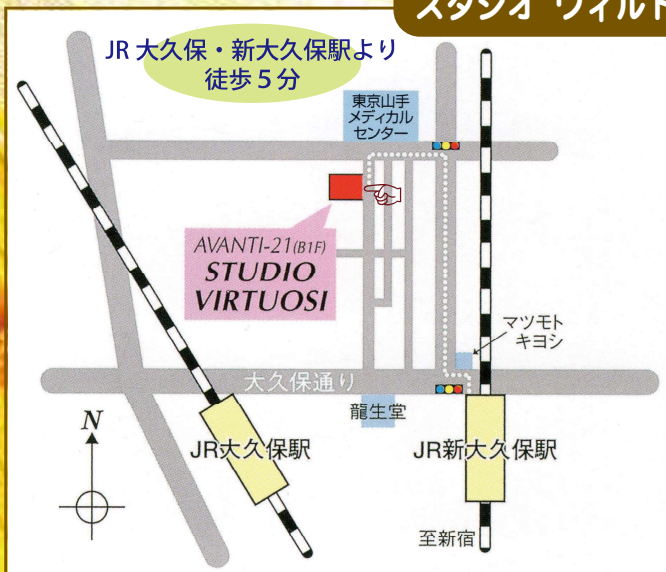 スタジオ ヴィルト
JR 大久保・新大久保駅より
徒歩５分
東京山手
メディカル
センター
AVANTI-21(B1F)
STUDIO
VIRTUOSI
マツモト
キヨシ
大久保通り
龍生堂
N
JR大久保駅
JR新大久保駅
至新宿